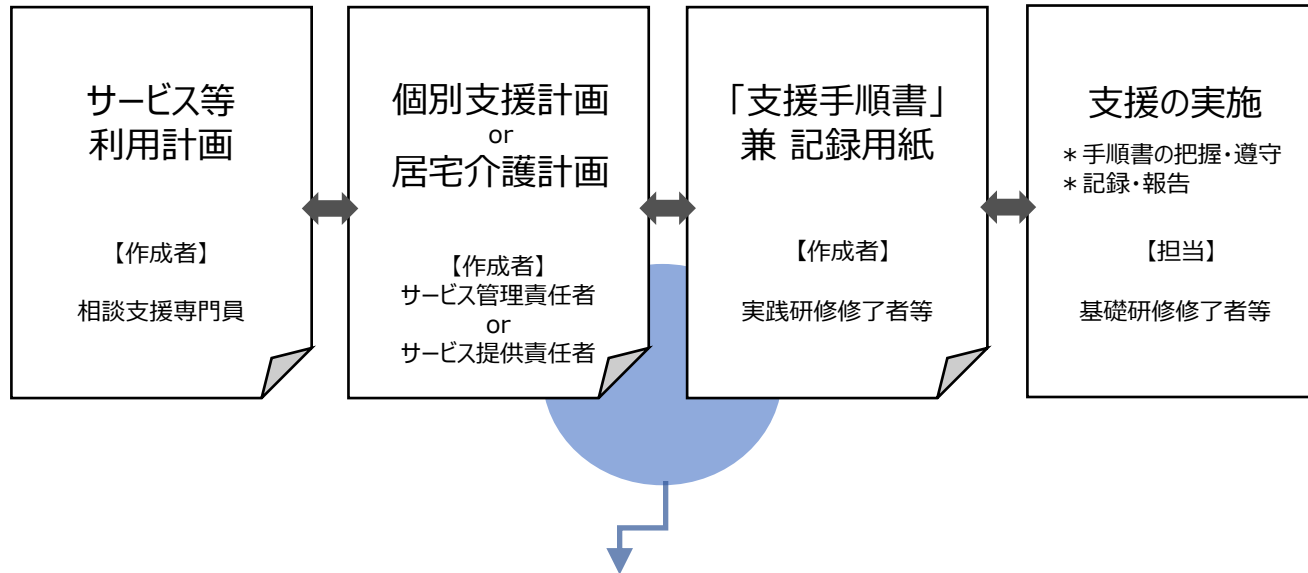 サービス等
利用計画
【作成者】
相談支援専門員
個別支援計画
or
居宅介護計画
【作成者】
サービス管理責任者
or
サービス提供責任者
「支援手順書」
兼 記録用紙
【作成者】
実践研修修了者等
支援の実施
＊手順書の把握・遵守
＊記録・報告
【担当】
基礎研修修了者等